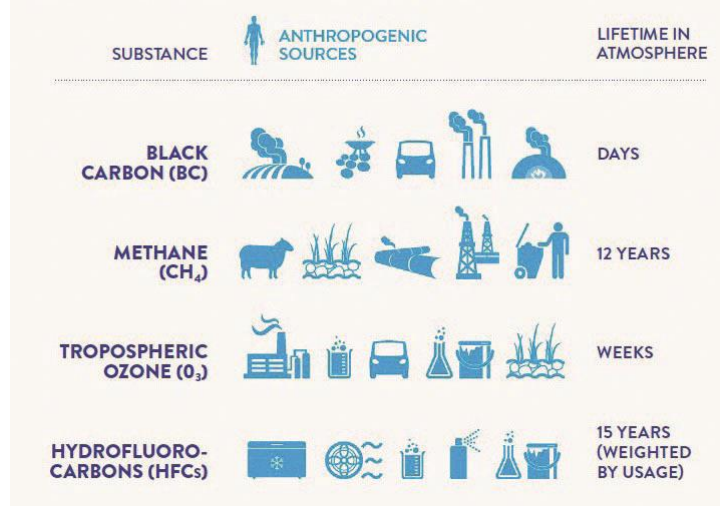 SUBSTANCE
ANTHROPOGENIC
SOURCES
LIFETIME IN
ATMOSPHERE
BLACK
CARBON (BC)
DAYS
METHANE
(CH₄)
12 YEARS
TROPOSPHERIC
OZONE (0₃)
WEEKS
HYDROFLUORO-
CARBONS (HFCs)
15 YEARS
(WEIGHTED
BY USAGE)